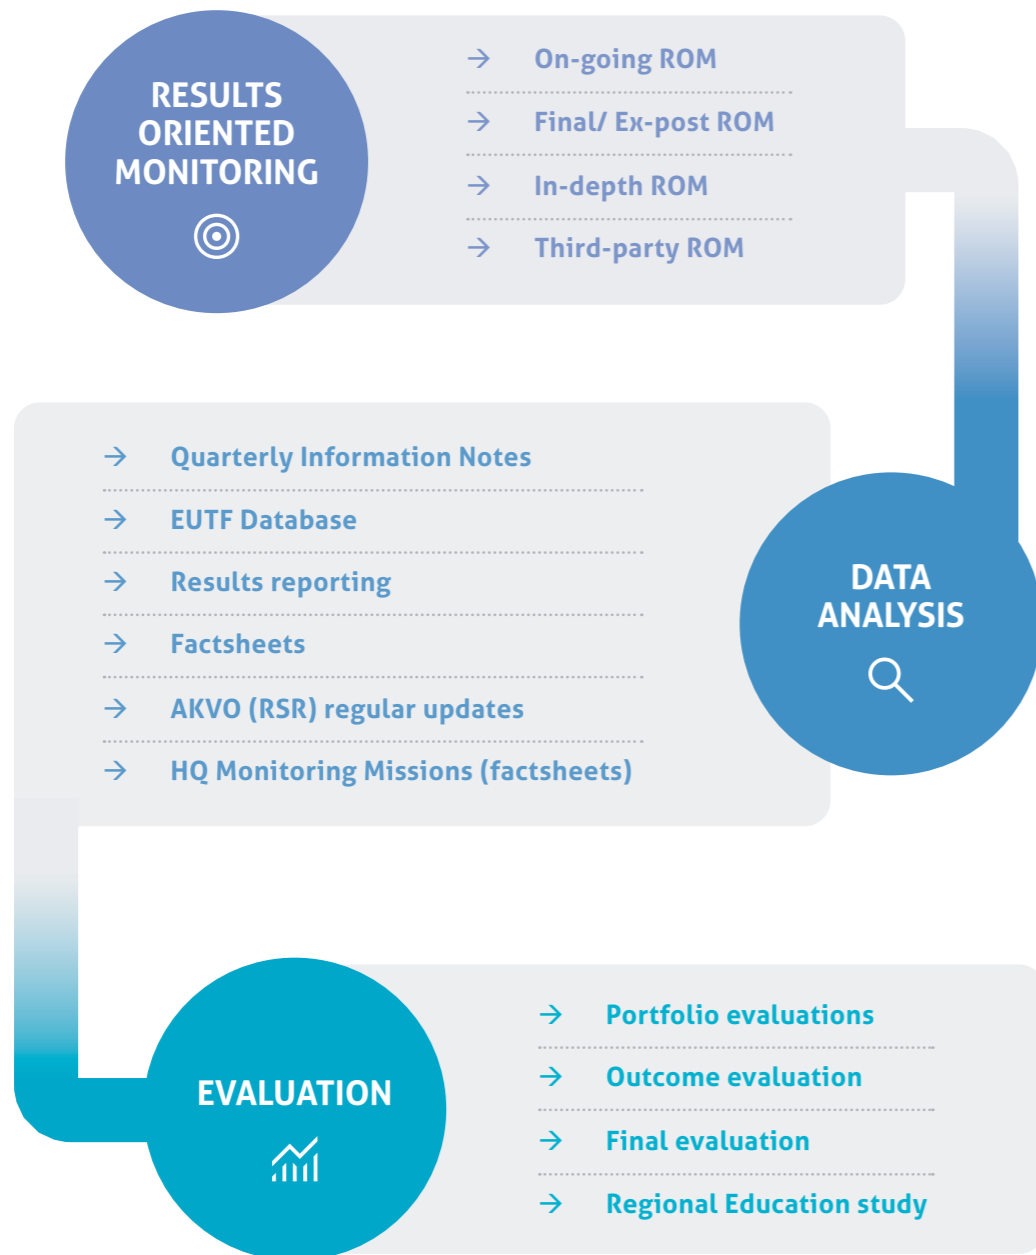 RESULTS
ORIENTED
MONITORING
→ On-going ROM
→ Final/ Ex-post ROM
→ In-depth ROM
→ Third-party ROM
→ Quarterly Information Notes
→ EUTF Database
→ Results reporting
→ Factsheets
→ AKVO (RSR) regular updates
→ HQ Monitoring Missions (factsheets)
DATA
ANALYSIS
EVALUATION
→ Portfolio evaluations
→ Outcome evaluation
→ Final evaluation
→ Regional Education study